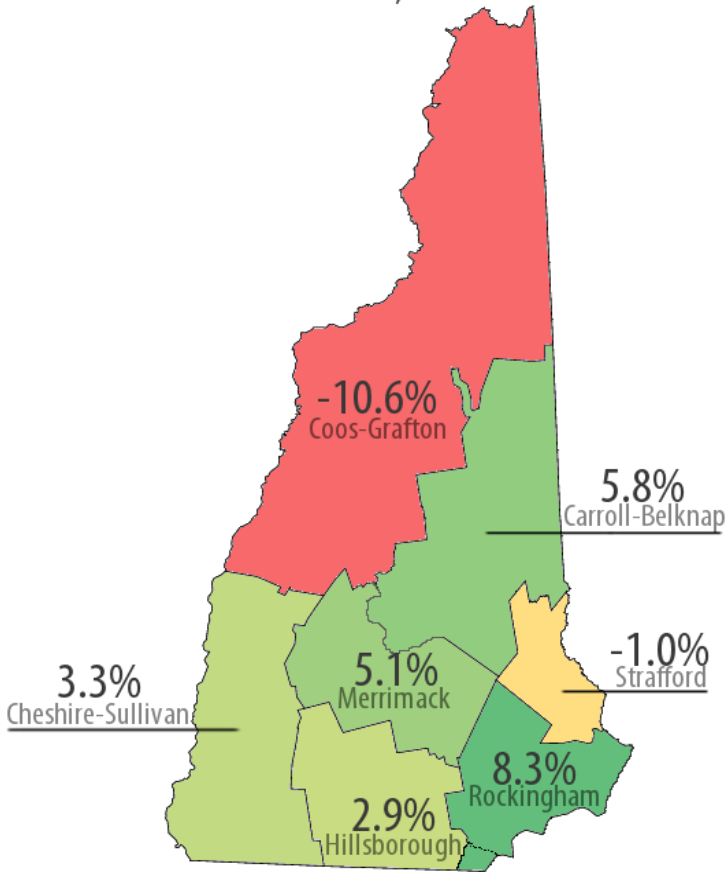 -10.6%
Coos-Grafton
5.8%
Carroll-Belknap
-1.0%
Strafford
3.3%
Cheshire-Sullivan
5.1%
Merrimack
8.3%
Rockingham
2.9%
Hillsborough